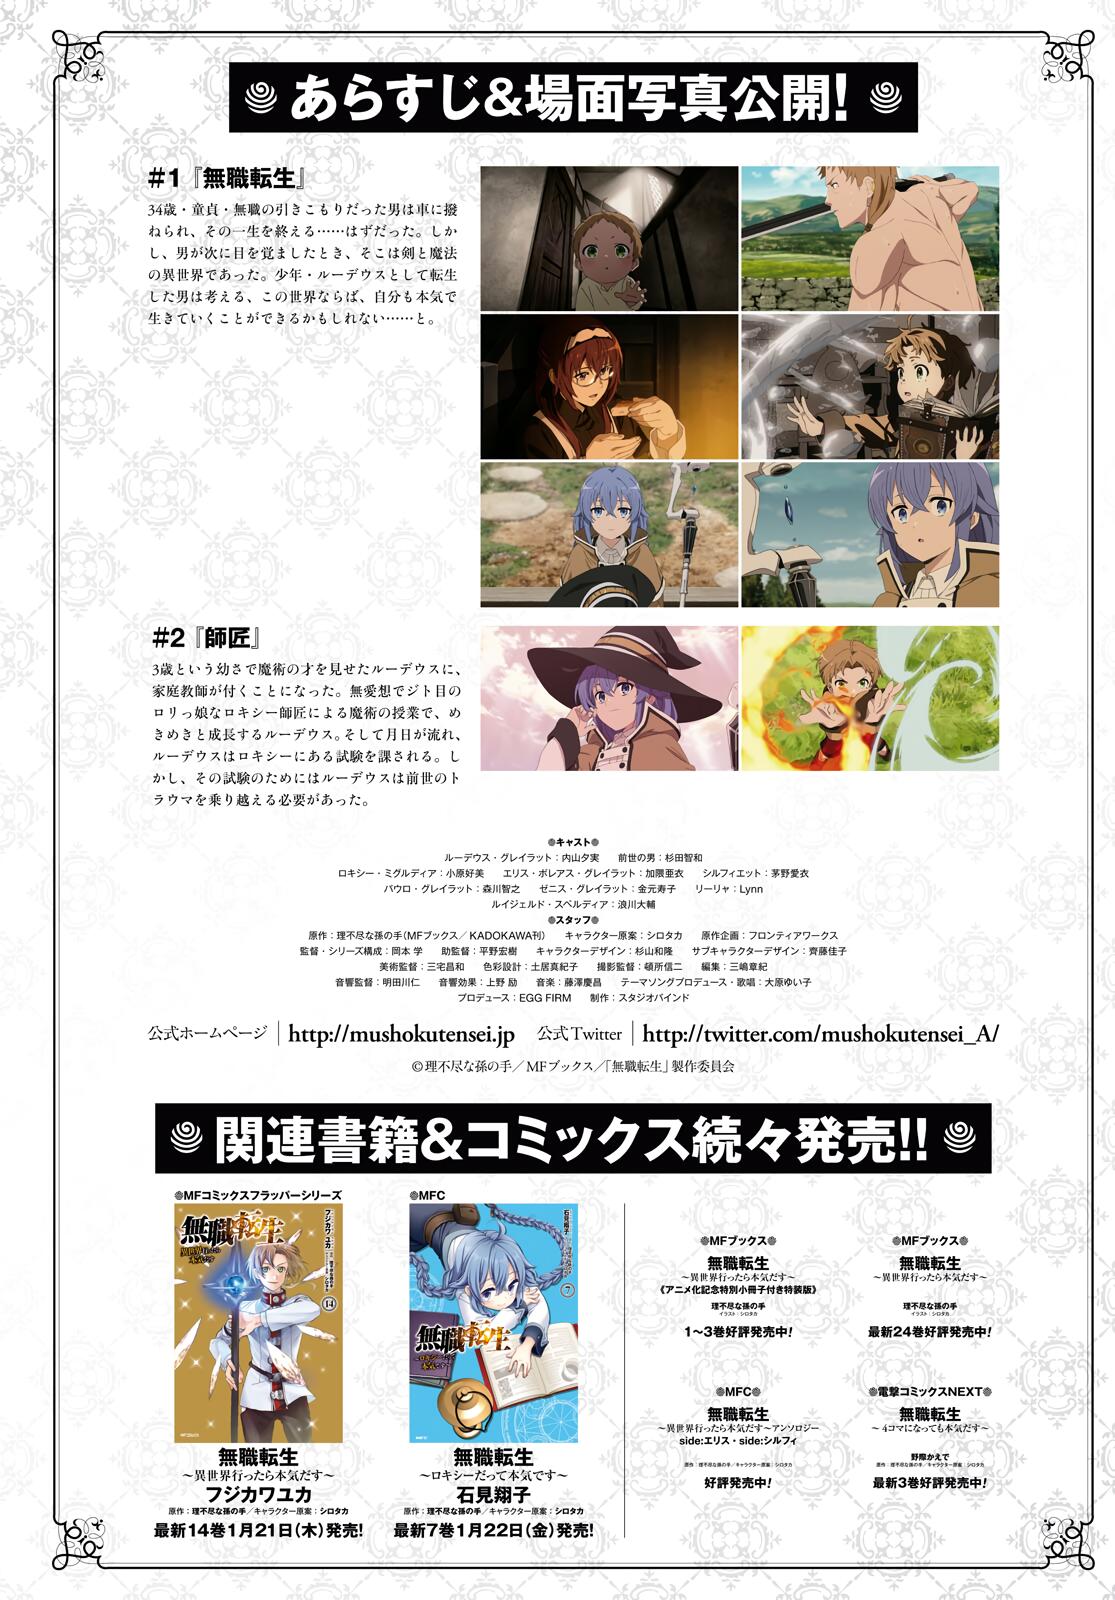 あらすじ&場面写真公開!
#1『無職転生』
34歳・童貞・無職の引きこもりだった男は車に撥
ねられ、その一生を終える……はずだった。しか
し、男が次に目を覚ましたとき、そこは剣と魔法
の異世界であった。少年・ルーデウスとして転生
した男は考える、この世界ならば、自分も本気で
生きていくことができるかもしれない……と。
#2『師匠』
3歳という幼さで魔術の才を見せたルーデウスに、
家庭教師が付くことになった。無愛想でジト目の
ロリっ娘なロキシー師匠による魔術の授業で、め
きめきと成長するルーデウス。そして月日が流れ、
ルーデウスはロキシーにある試験を課される。し
かし、その試験のためにはルーデウスは前世のト
ラウマを乗り越える必要があった。
キャスト
ルーデウス・グレイラット:内山夕実 前世の男:杉田智和
ロキシー・ミグルディア:小原好美 エリス・ボレアス・グレイラット:加隈亜衣 シルフィエット:茅野愛衣
パウロ・グレイラット:森川智之 ゼニス・グレイラット:金元寿子 リーリャ:Lynn
ルイジェルド・スペルディア:浪川大輔
スタッフ
原作:理不尽な孫の手(MFブックス/KADOKAWA刊) キャラクター原案:シロタカ 原作企画:フロンティアワークス
監督・シリーズ構成:岡本 学 助監督:平野宏樹 キャラクターデザイン:杉山和隆 サブキャラクターデザイン:齊藤佳子
美術監督:三宅昌和 色彩設計:土居真紀子 撮影監督:頓所信二 編集:三嶋章紀
音響監督:明田川仁 音響効果:上野 励 音楽:藤澤慶昌 テーマソングプロデュース・歌唱:大原ゆい子
プロデュース:EGG FIRM 制作:スタジオバインド
公式ホームページ http://mushokutensei.jp 公式Twitter http://twitter.com/mushokutensei_A/
©理不尽な孫の手/MFブックス/「無職転生」製作委員会
関連書籍&コミックス続々発売!!
MFコミックスフラッパーシリーズ
無職転生
異世界行ったら
本気だす
フジカワユカ
14
無職転生
~異世界行ったら本気だす~
フジカワユカ
原作:理不尽な孫の手/キャラクター原案:シロタカ
最新14巻1月21日(木)発売!
MFC
石見翔子
7
無職転生
~ロキシーだって
本気です~
無職転生
~ロキシーだって本気です~
石見翔子
原作:理不尽な孫の手/キャラクター原案:シロタカ
最新7巻1月22日(金)発売!
MFブックス
無職転生
~異世界行ったら本気だす~
《アニメ化記念特別小冊子付き特装版》
理不尽な孫の手
イラスト:シロタカ
1~3巻好評発売中!
MFブックス
無職転生
~異世界行ったら本気だす~
理不尽な孫の手
イラスト:シロタカ
最新24巻好評発売中!
MFC
無職転生
~異世界行ったら本気だす~アンソロジー
side:エリス・side:シルフィ
原作:理不尽な孫の手/キャラクター原案:シロタカ
好評発売中!
電撃コミックスNEXT
無職転生
~4コマになっても本気だす~
野際かえで
原作:理不尽な孫の手/キャラクター原案:シロタカ
最新3巻好評発売中!